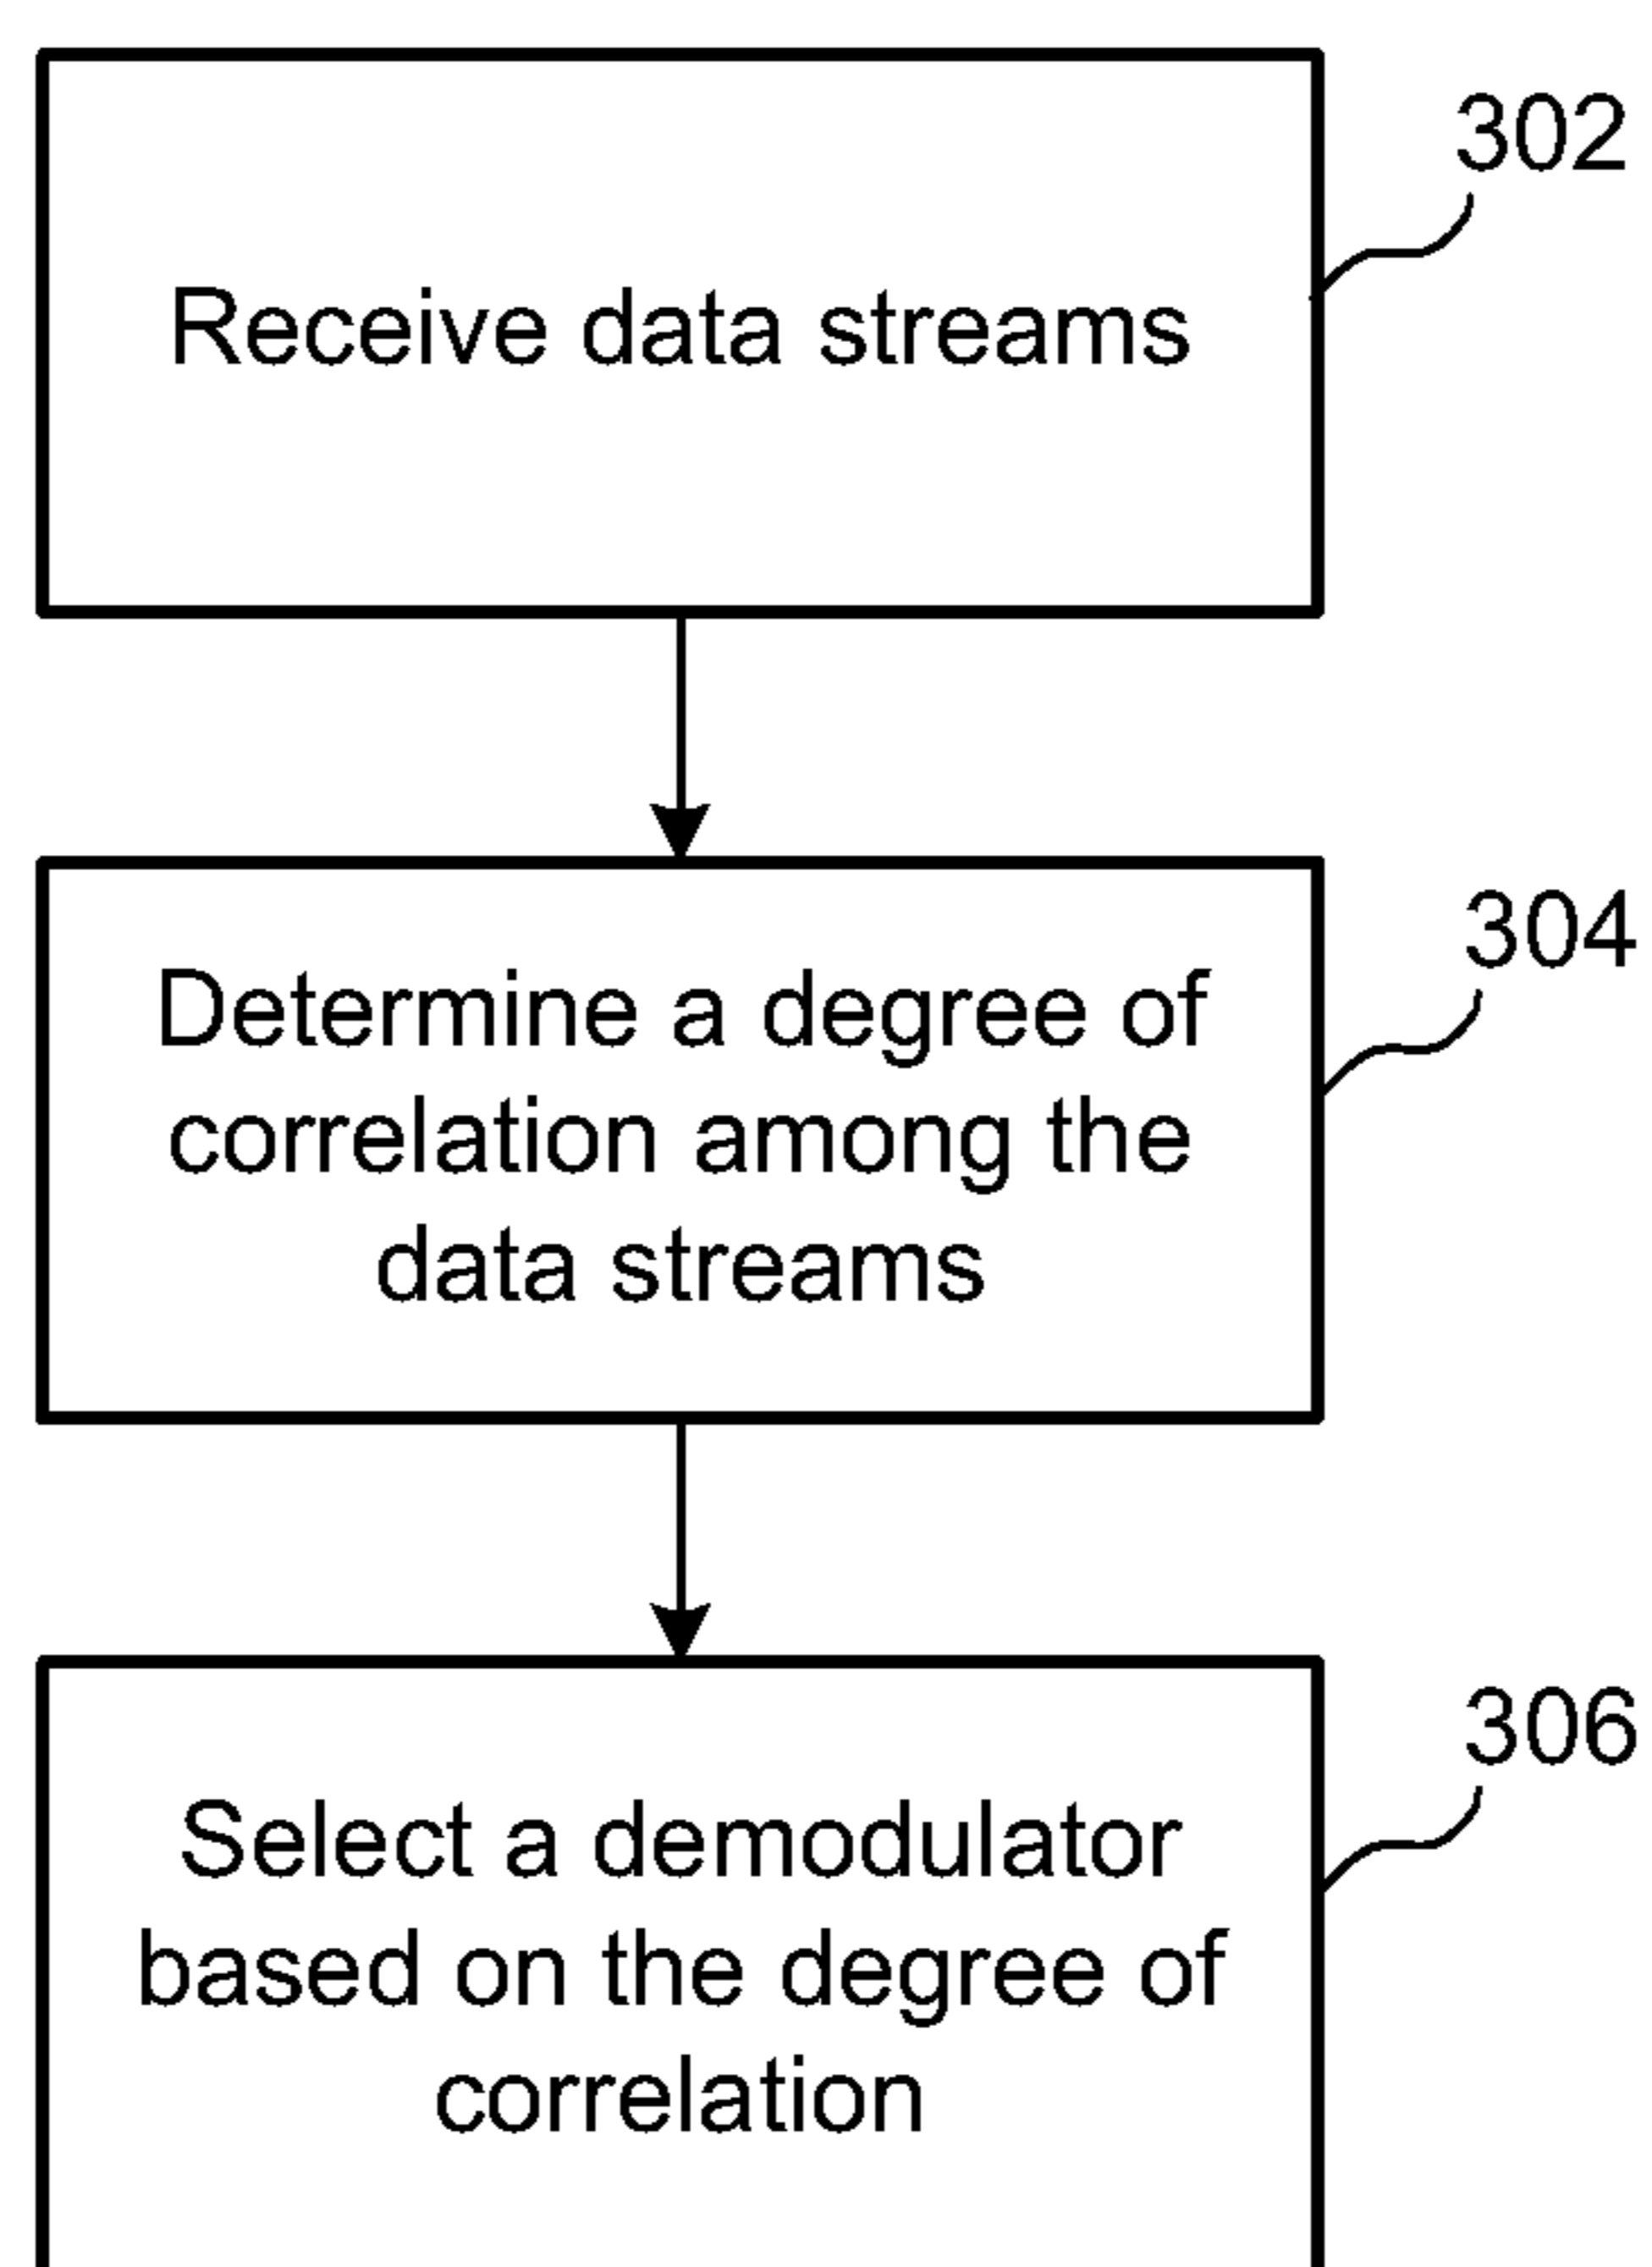 302
Receive data streams
304
Determine a degree of
correlation among the
data streams
306
Select a demodulator
based on the degree of
correlation